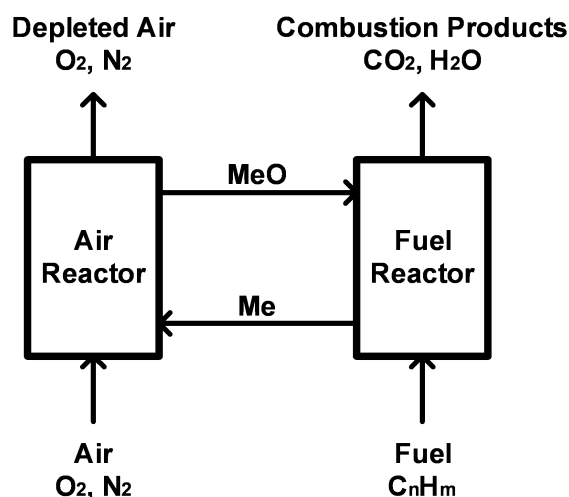 Depleted Air
O₂, N₂
Combustion Products
CO₂, H₂O
MeO
Air
Reactor
Fuel
Reactor
Me
Air
O₂, N₂
Fuel
CₙHₘ